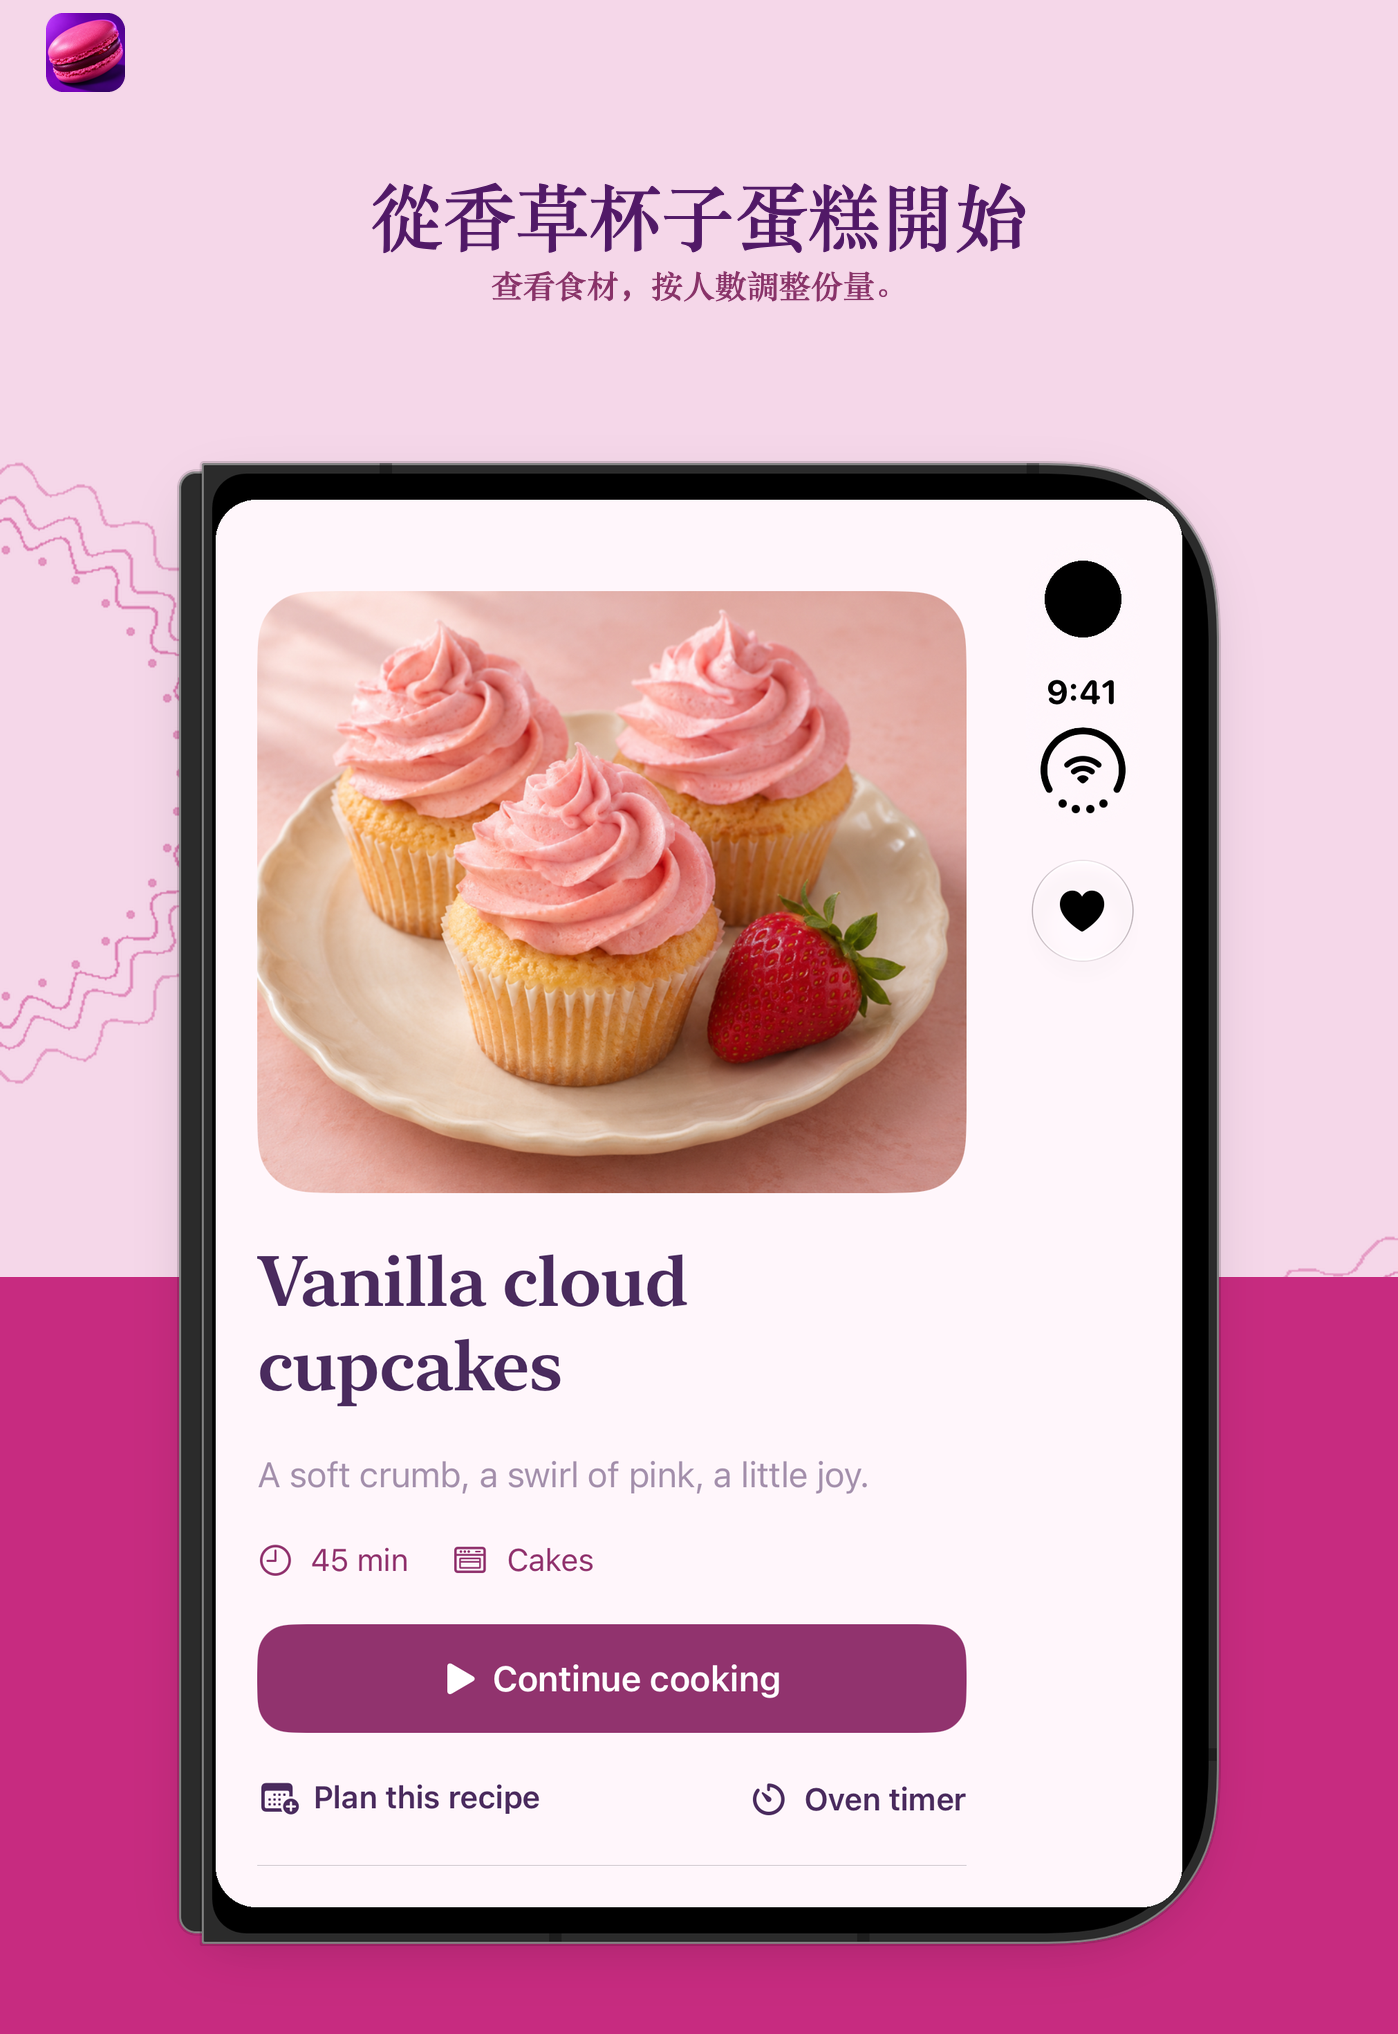 從香草杯子蛋糕開始
查看食材，按人數調整份量。
9:41
Vanilla cloud
cupcakes
A soft crumb, a swirl of pink, a little joy.
45 min
Cakes
Continue cooking
Plan this recipe
Oven timer